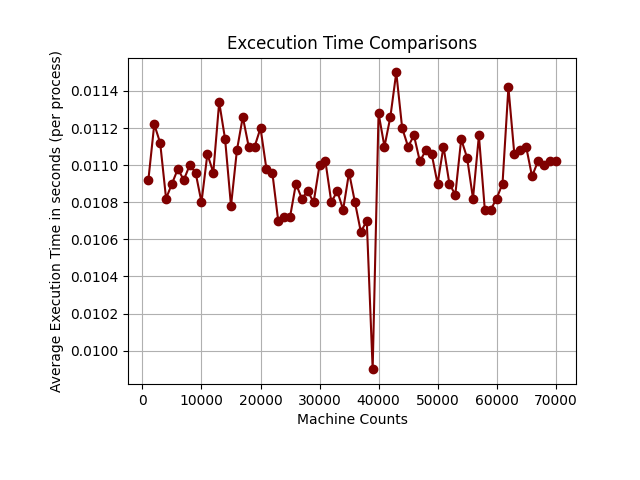 Excecution Time Comparisons
Average Execution Time in seconds (per process)
0.0114
0.0112
0.0110
0.0108
0.0106
0.0104
0.0102
0.0100
0 10000 20000 30000 40000 50000 60000 70000
Machine Counts